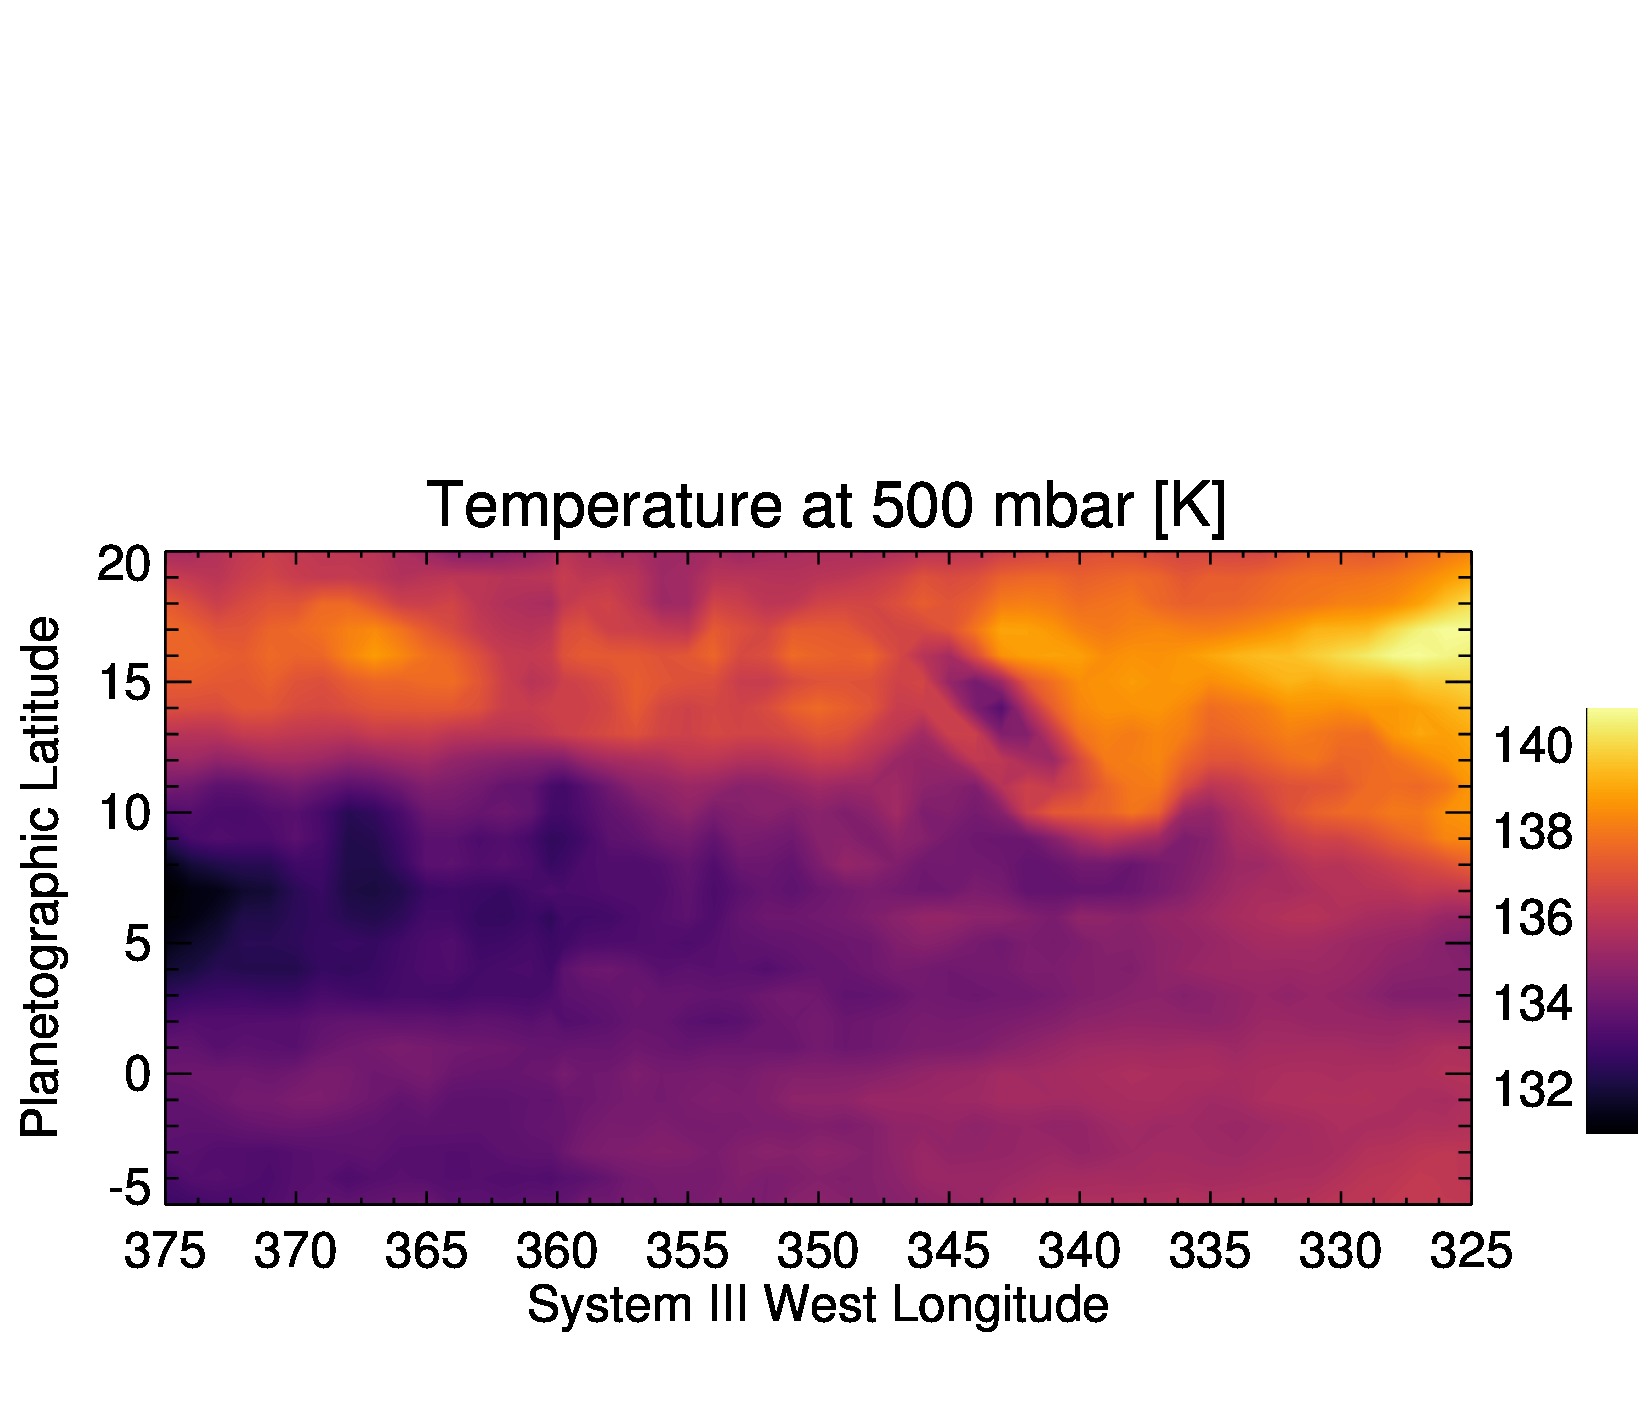 Temperature at 500 mbar [K]
Planetographic Latitude
20
15
10
5
0
-5
375 370 365 360 355 350 345 340 335 330 325
System III West Longitude
140
138
136
134
132